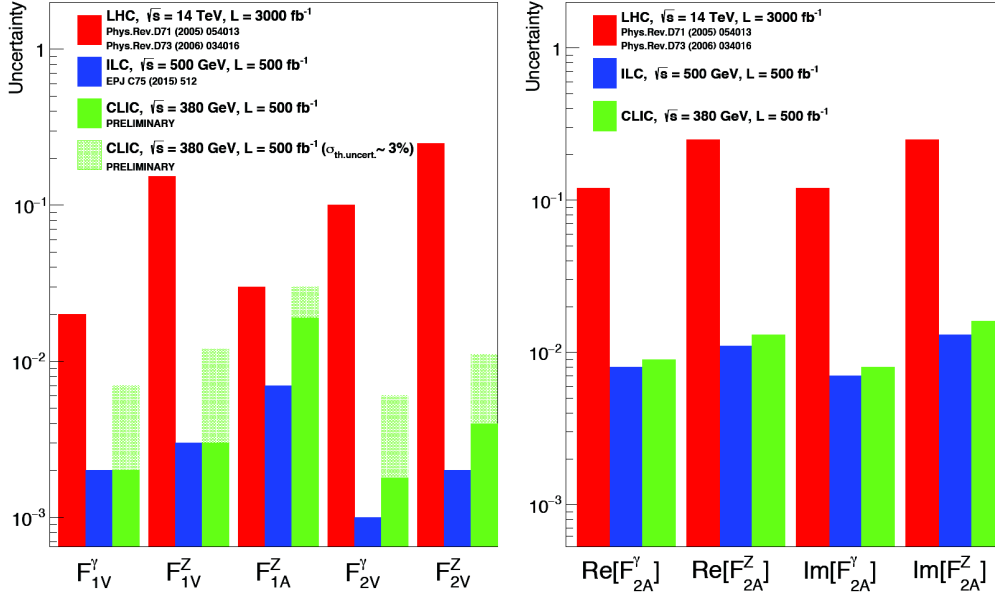 Uncertainty
LHC, √s = 14 TeV, L = 3000 fb⁻¹
Phys.Rev.D71 (2005) 054013
Phys.Rev.D73 (2006) 034016
ILC, √s = 500 GeV, L = 500 fb⁻¹
EPJ C75 (2015) 512
CLIC, √s = 380 GeV, L = 500 fb⁻¹
PRELIMINARY
CLIC, √s = 380 GeV, L = 500 fb⁻¹ (σ_th.uncert. ~ 3%)
PRELIMINARY
1
10⁻¹
10⁻²
10⁻³
F^γ_1V F^Z_1V F^Z_1A F^γ_2V F^Z_2V
Uncertainty
LHC, √s = 14 TeV, L = 3000 fb⁻¹
Phys.Rev.D71 (2005) 054013
Phys.Rev.D73 (2006) 034016
ILC, √s = 500 GeV, L = 500 fb⁻¹
CLIC, √s = 380 GeV, L = 500 fb⁻¹
1
10⁻¹
10⁻²
10⁻³
Re[F^γ_2A] Re[F^Z_2A] Im[F^γ_2A] Im[F^Z_2A]